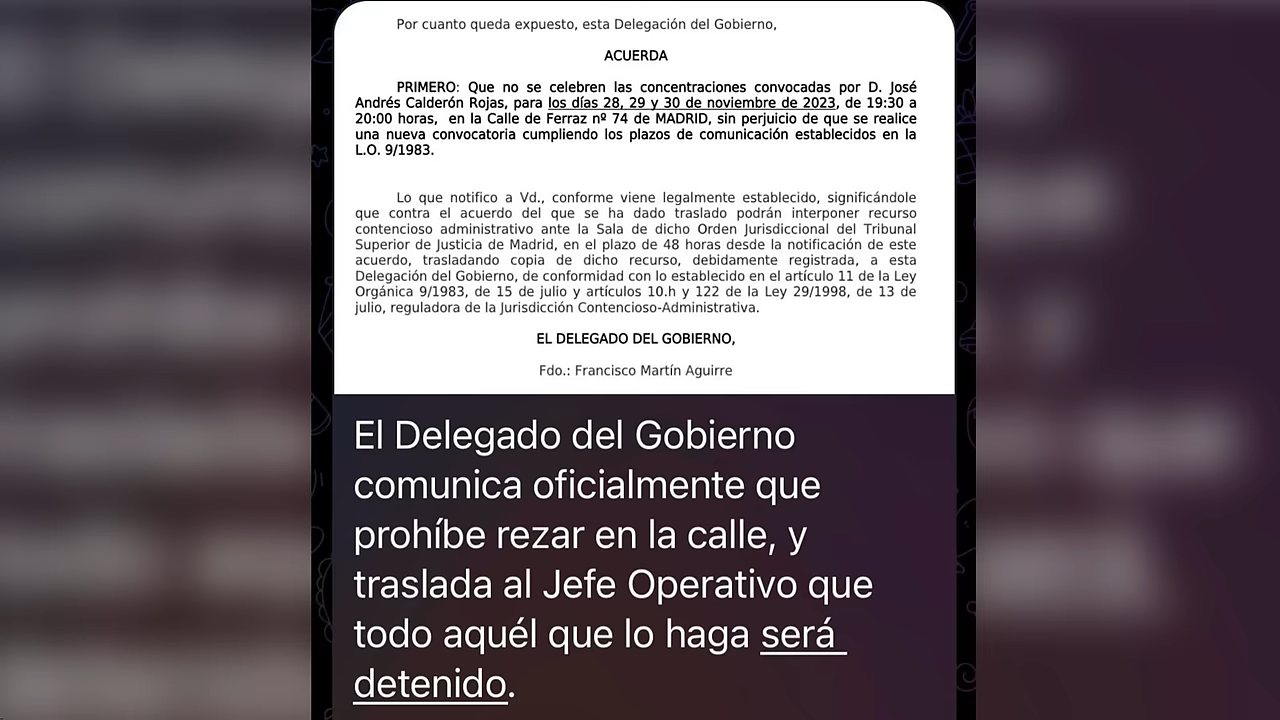 Por cuanto queda expuesto, esta Delegación del Gobierno,
ACUERDA
PRIMERO: Que no se celebren las concentraciones convocadas por D. José
Andrés Calderón Rojas, para los días 28, 29 y 30 de noviembre de 2023, de 19:30 a
20:00 horas, en la Calle de Ferraz nº 74 de MADRID, sin perjuicio de que se realice
una nueva convocatoria cumpliendo los plazos de comunicación establecidos en la
L.O. 9/1983.
Lo que notifico a Vd., conforme viene legalmente establecido, significándole
que contra el acuerdo del que se ha dado traslado podrán interponer recurso
contencioso administrativo ante la Sala de dicho Orden Jurisdiccional del Tribunal
Superior de Justicia de Madrid, en el plazo de 48 horas desde la notificación de este
acuerdo, trasladando copia de dicho recurso, debidamente registrada, a esta
Delegación del Gobierno, de conformidad con lo establecido en el artículo 11 de la Ley
Orgánica 9/1983, de 15 de julio y artículos 10.h y 122 de la Ley 29/1998, de 13 de
julio, reguladora de la Jurisdicción Contencioso-Administrativa.
EL DELEGADO DEL GOBIERNO,
Fdo.: Francisco Martín Aguirre
El Delegado del Gobierno
comunica oficialmente que
prohíbe rezar en la calle, y
traslada al Jefe Operativo que
todo aquél que lo haga será
detenido.